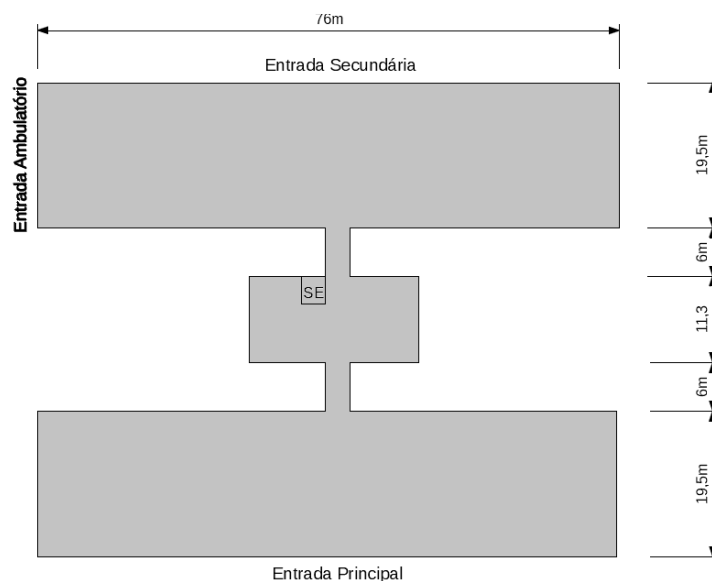 76m
Entrada Secundária
Entrada Ambulatório
19,5m
6m
SE
11,3
6m
19,5m
Entrada Principal